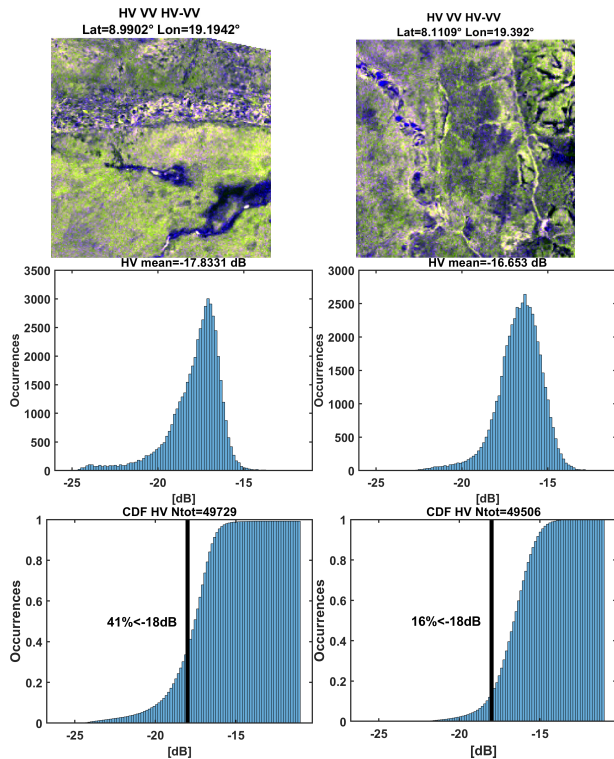 HV VV HV-VV
Lat=8.9902° Lon=19.1942°
HV VV HV-VV
Lat=8.1109° Lon=19.392°
HV mean=-17.8331 dB
3500
3000
2500
2000
1500
1000
500
0
Occurrences
-25
-20
-15
[dB]
HV mean=-16.653 dB
3000
2500
2000
1500
1000
500
0
Occurrences
-25
-20
-15
[dB]
CDF HV Ntot=49729
1
0.8
0.6
0.4
0.2
0
Occurrences
41%<-18dB
-25
-20
-15
[dB]
CDF HV Ntot=49506
1
0.8
0.6
0.4
0.2
0
Occurrences
16%<-18dB
-25
-20
-15
[dB]